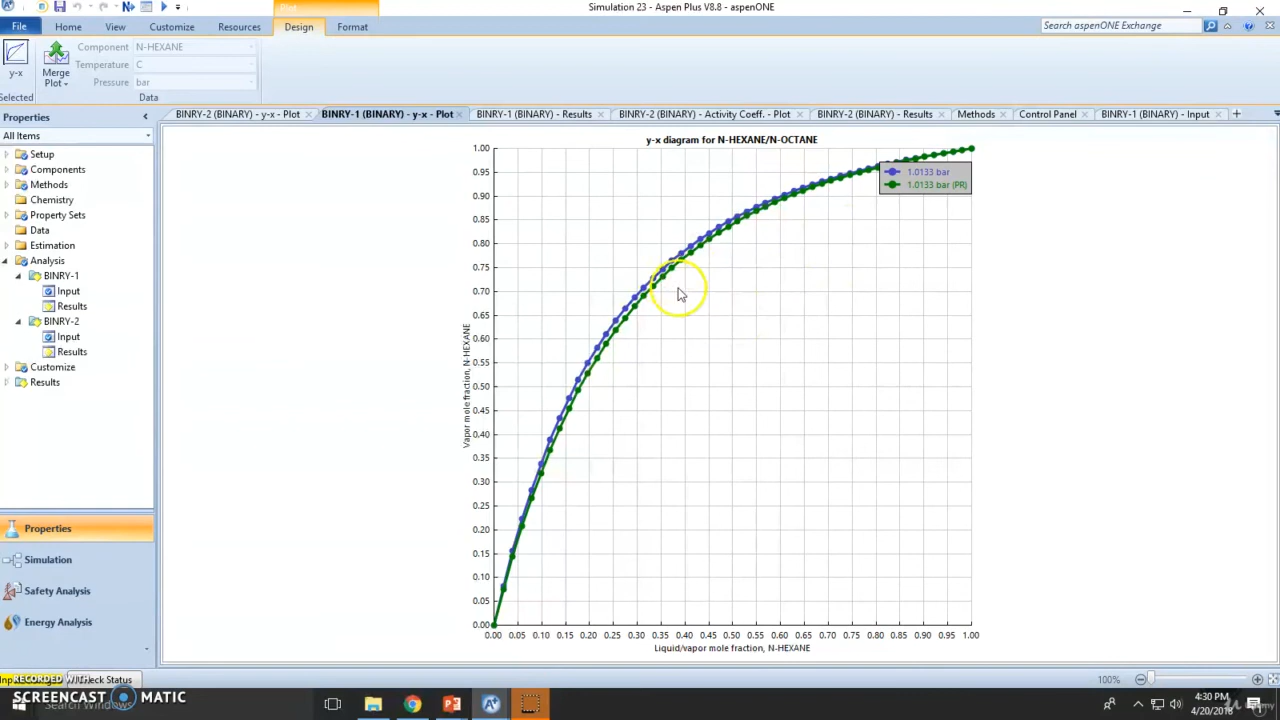 Simulation 23 - Aspen Plus V8.8 - aspenONE
Plot
File
Home
View
Customize
Resources
Design
Format
Search aspenONE Exchange
y-x
Selected
Merge
Plot
Component N-HEXANE
Temperature C
Pressure bar
Data
Properties
All Items
BINRY-2 (BINARY) - y-x - Plot
BINRY-1 (BINARY) - y-x - Plot
BINRY-1 (BINARY) - Results
BINRY-2 (BINARY) - Activity Coeff. - Plot
BINRY-2 (BINARY) - Results
Methods
Control Panel
BINRY-1 (BINARY) - Input
Setup
Components
Methods
Chemistry
Property Sets
Data
Estimation
Analysis
BINRY-1
Input
Results
BINRY-2
Input
Results
Customize
Results
Properties
Simulation
Safety Analysis
Energy Analysis
y-x diagram for N-HEXANE/N-OCTANE
1.0133 bar
1.0133 bar (PR)
Vapor mole fraction, N-HEXANE
1.00
0.95
0.90
0.85
0.80
0.75
0.70
0.65
0.60
0.55
0.50
0.45
0.40
0.35
0.30
0.25
0.20
0.15
0.10
0.05
0.00
0.00 0.05 0.10 0.15 0.20 0.25 0.30 0.35 0.40 0.45 0.50 0.55 0.60 0.65 0.70 0.75 0.80 0.85 0.90 0.95 1.00
Liquid/vapor mole fraction, N-HEXANE
RECORDED WITH
Check Status
100%
SCREENCAST MATIC
Search Windows
4:30 PM
4/20/2016